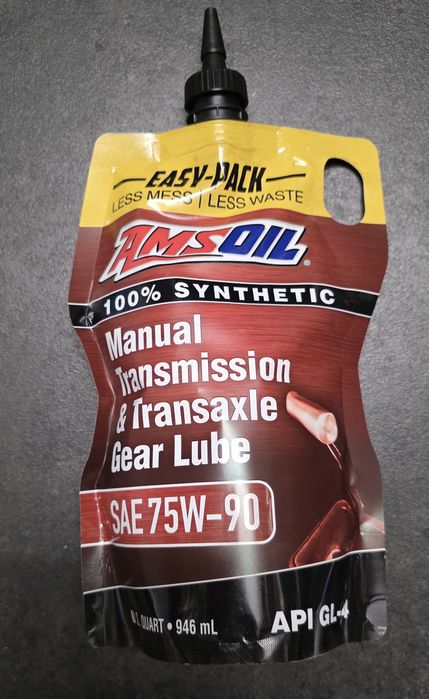 EASY-PACK
LESS MESS | LESS WASTE
AMSOIL®
100% SYNTHETIC
Manual
Transmission
& Transaxle
Gear Lube
SAE 75W-90
QUART • 946 mL
API GL-4